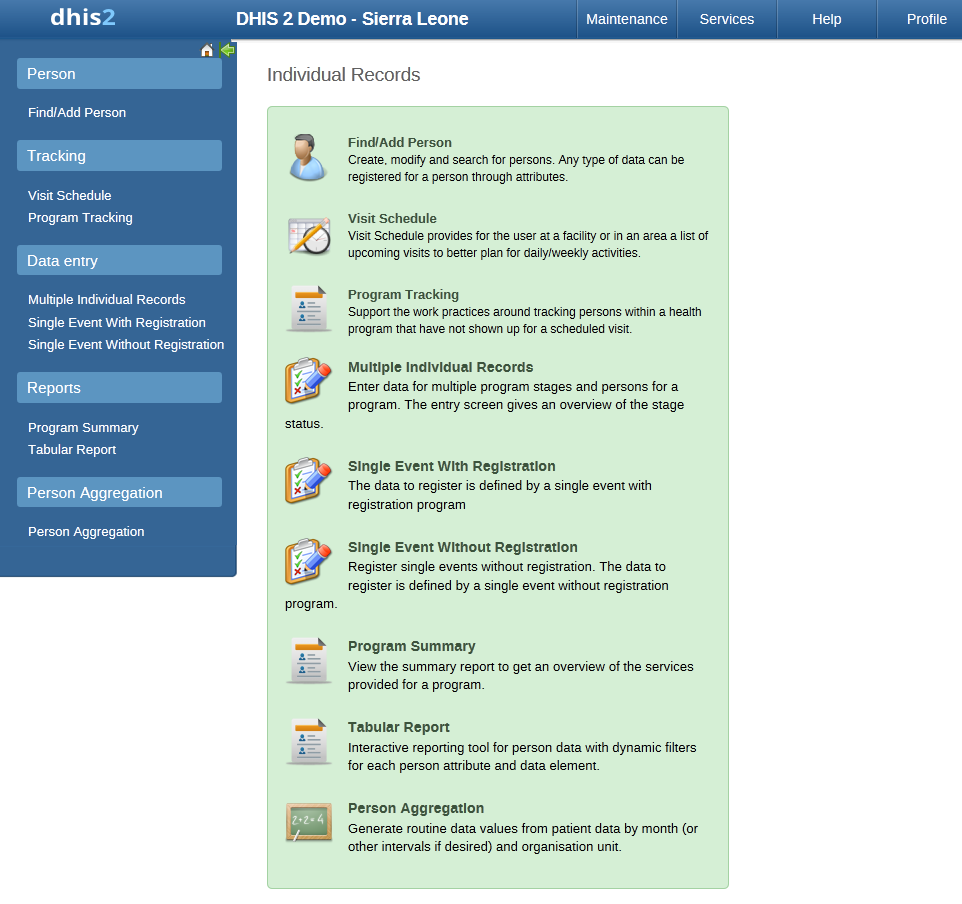 dhis2
DHIS 2 Demo - Sierra Leone
Maintenance
Services
Help
Profile
Person
Find/Add Person
Tracking
Visit Schedule
Program Tracking
Data entry
Multiple Individual Records
Single Event With Registration
Single Event Without Registration
Reports
Program Summary
Tabular Report
Person Aggregation
Person Aggregation
Individual Records
Find/Add Person
Create, modify and search for persons. Any type of data can be
registered for a person through attributes.
Visit Schedule
Visit Schedule provides for the user at a facility or in an area a list of
upcoming visits to better plan for daily/weekly activities.
Program Tracking
Support the work practices around tracking persons within a health
program that have not shown up for a scheduled visit.
Multiple Individual Records
Enter data for multiple program stages and persons for a
program. The entry screen gives an overview of the stage
status.
Single Event With Registration
The data to register is defined by a single event with
registration program
Single Event Without Registration
Register single events without registration. The data to
register is defined by a single event without registration
program.
Program Summary
View the summary report to get an overview of the services
provided for a program.
Tabular Report
Interactive reporting tool for person data with dynamic filters
for each person attribute and data element.
2+2=4
Person Aggregation
Generate routine data values from patient data by month (or
other intervals if desired) and organisation unit.